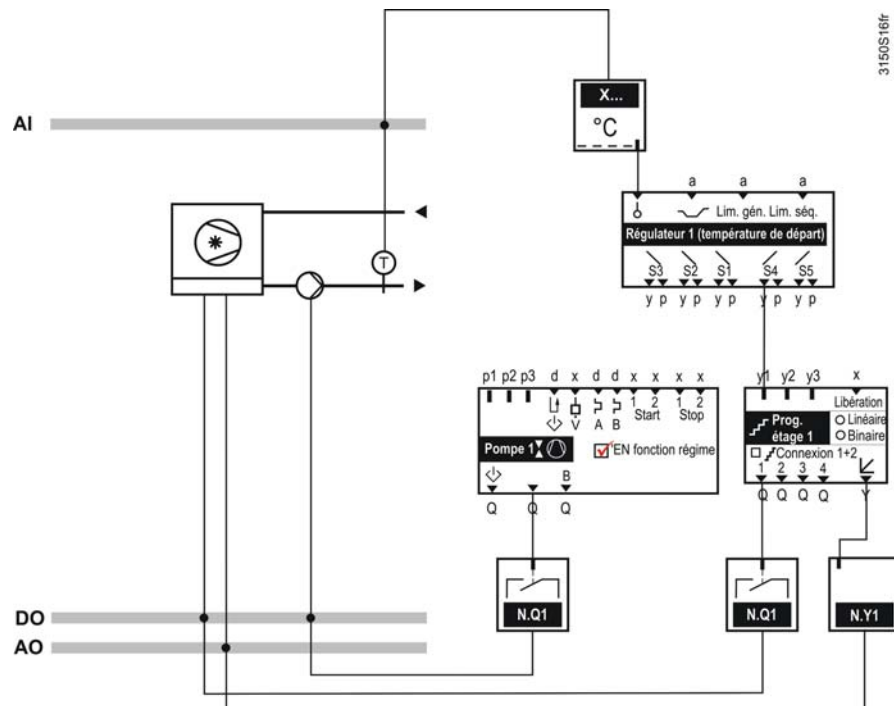 3150S16fr
X...
°C
AI
a a a
Lim. gén. Lim. séq.
Régulateur 1 (température de départ)
T
S3 S2 S1 S4 S5
y p y p y p y p y p
p1 p2 p3 d x d d x x x x
y1 y2 y3 x
1 2 1 2
V A B Start Stop
Libération
Prog. étage 1
Linéaire
Binaire
Pompe 1
EN fonction régime
Connexion 1+2
1 2 3 4
B
Q Q Q
Q Q Q Q Y
N.Q1
N.Q1
N.Y1
DO
AO